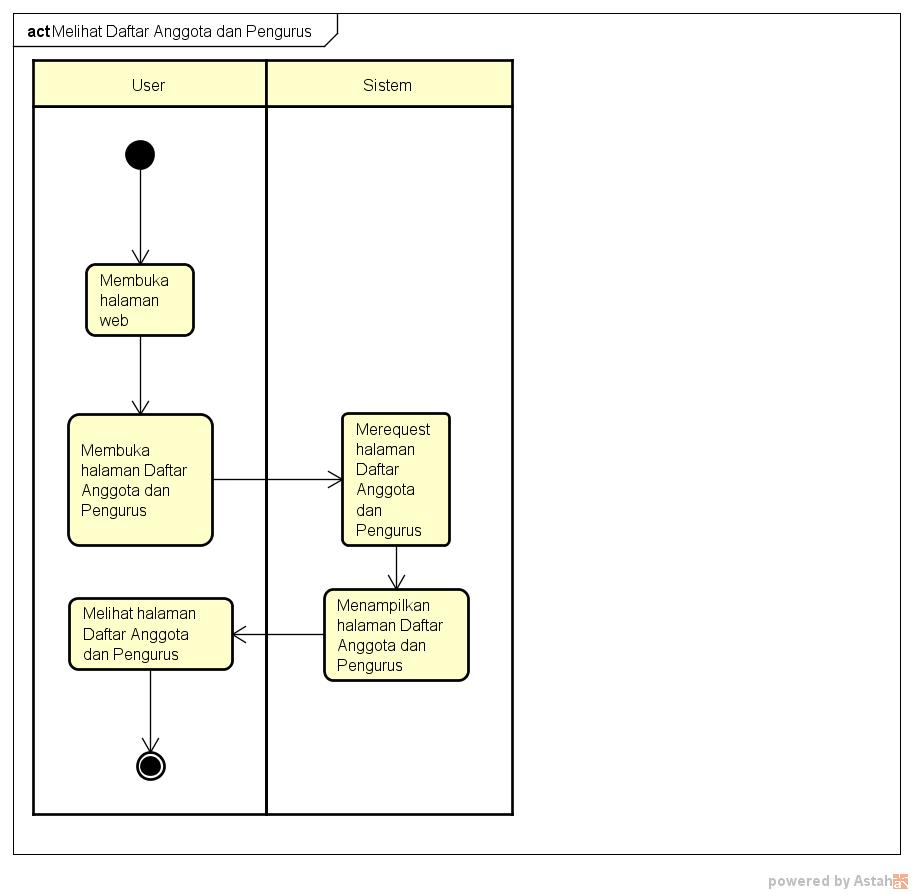 act Melihat Daftar Anggota dan Pengurus
User
Sistem
Membuka
halaman
web
Membuka
halaman Daftar
Anggota dan
Pengurus
Merequest
halaman
Daftar
Anggota
dan
Pengurus
Menampilkan
halaman Daftar
Anggota dan
Pengurus
Melihat halaman
Daftar Anggota
dan Pengurus
powered by Astah